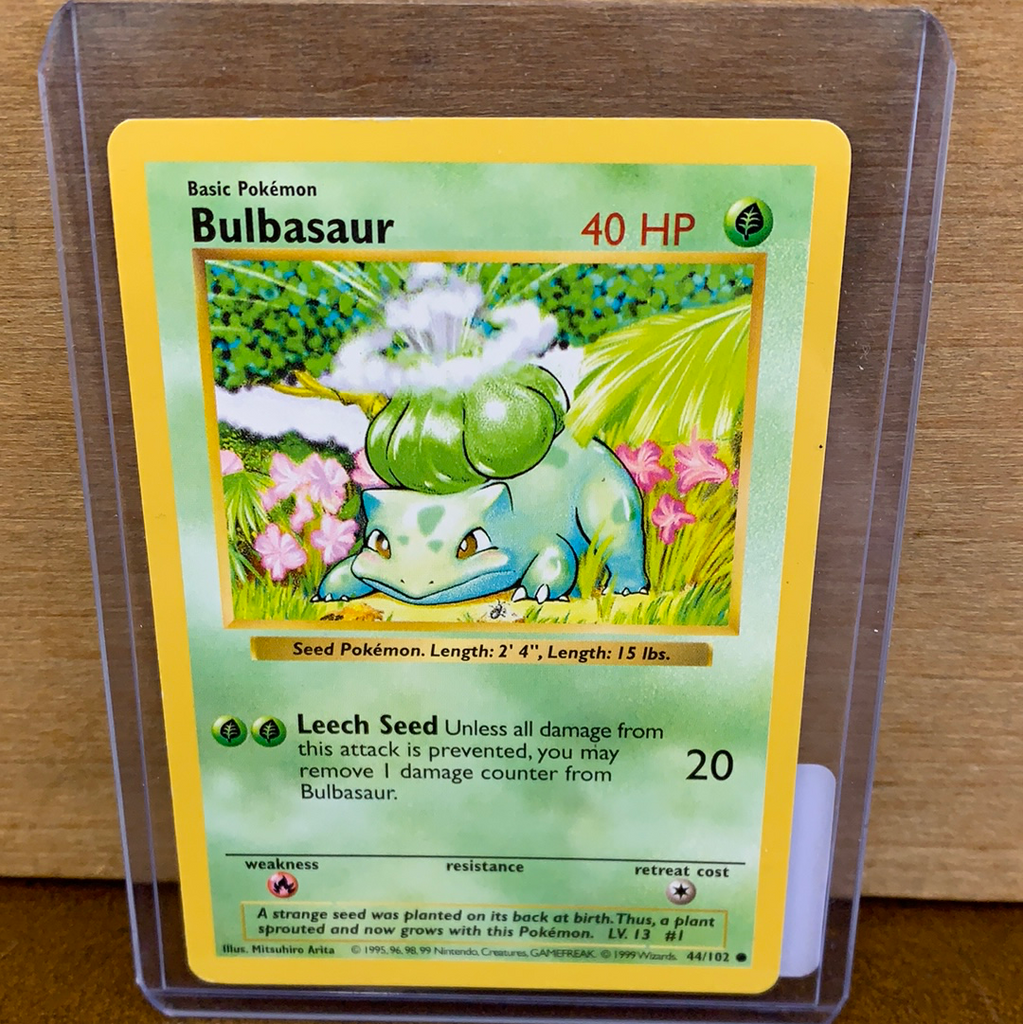 Basic Pokémon
Bulbasaur 40 HP
Seed Pokémon. Length: 2' 4", Length: 15 lbs.
Leech Seed Unless all damage from
this attack is prevented, you may
remove 1 damage counter from
Bulbasaur.
20
weakness resistance retreat cost
A strange seed was planted on its back at birth. Thus, a plant
sprouted and now grows with this Pokémon. LV. 13 #1
Illus. Mitsuhiro Arita © 1995, 96, 98, 99 Nintendo, Creatures, GAMEFREAK. © 1999 Wizards. 44/102